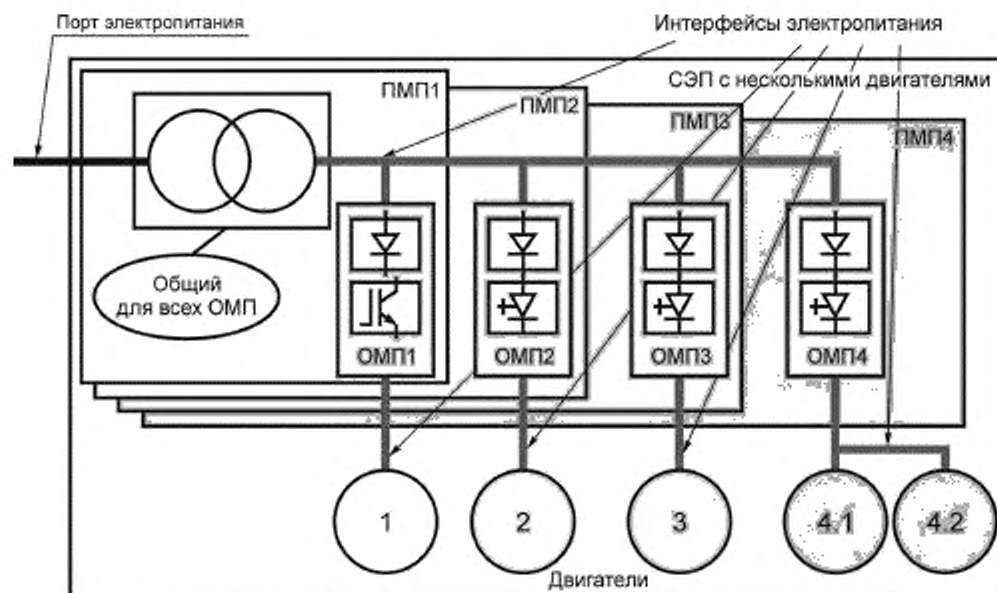 Порт электропитания
Интерфейсы электропитания
СЭП с несколькими двигателями
ПМП1
ПМП2
ПМП3
ПМП4
Общий
для всех ОМП
ОМП1
ОМП2
ОМП3
ОМП4
1
2
3
4.1
4.2
Двигатели